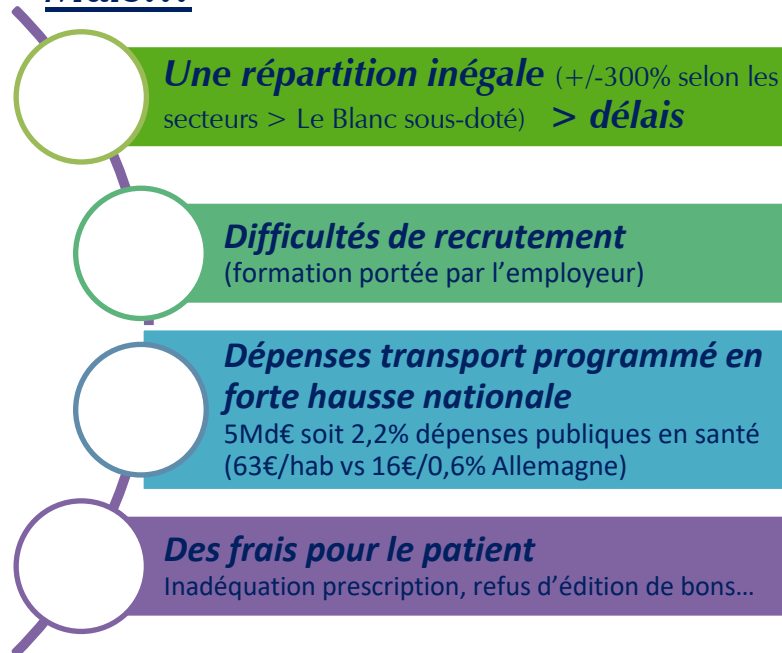 Une répartition inégale (+/-300% selon les
secteurs > Le Blanc sous-doté) > délais
Difficultés de recrutement
(formation portée par l’employeur)
Dépenses transport programmé en
forte hausse nationale
5Md€ soit 2,2% dépenses publiques en santé
(63€/hab vs 16€/0,6% Allemagne)
Des frais pour le patient
Inadéquation prescription, refus d’édition de bons…